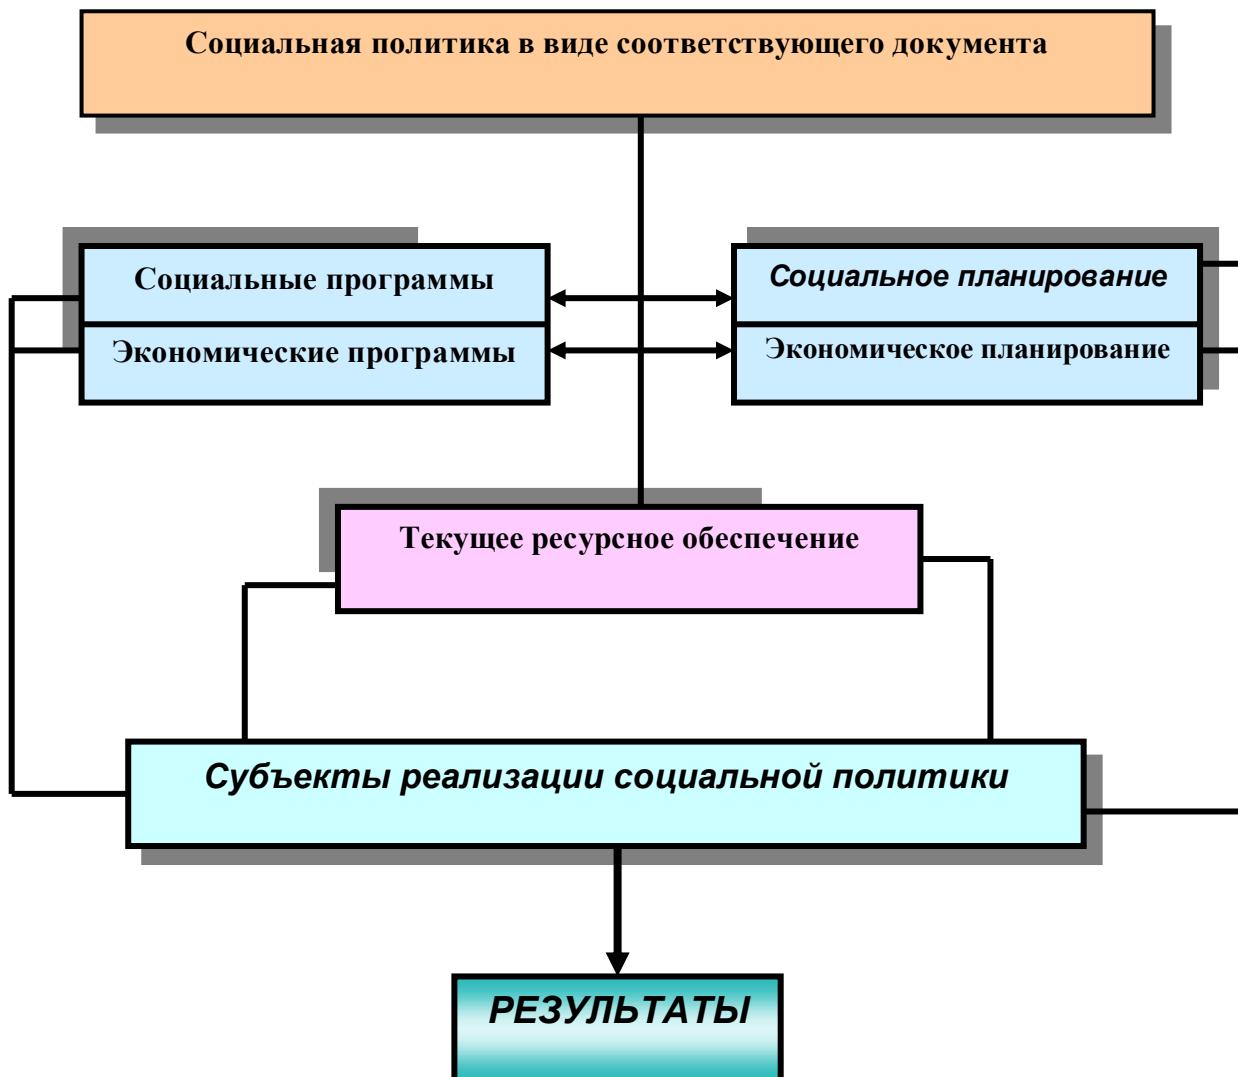 Социальная политика в виде соответствующего документа
Социальные программы
Социальное планирование
Экономические программы
Экономическое планирование
Текущее ресурсное обеспечение
Субъекты реализации социальной политики
РЕЗУЛЬТАТЫ